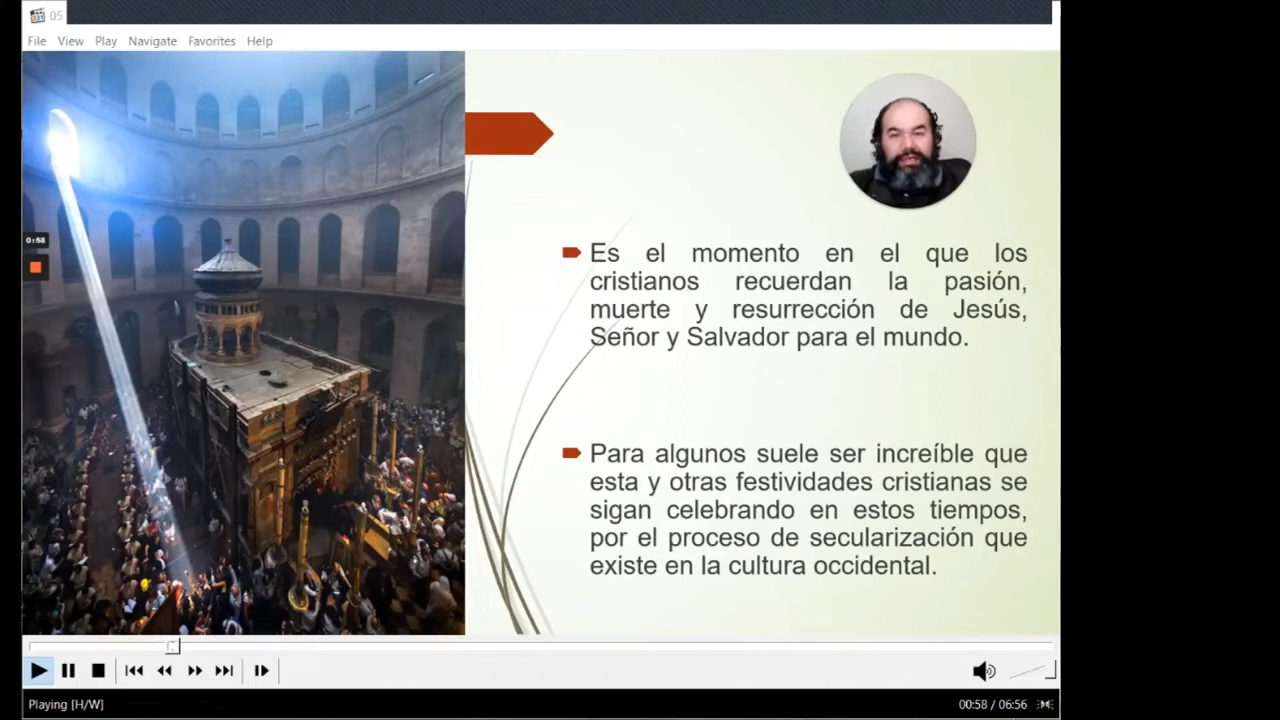 05
File View Play Navigate Favorites Help
0:58
Es el momento en el que los
cristianos recuerdan la pasión,
muerte y resurrección de Jesús,
Señor y Salvador para el mundo.
Para algunos suele ser increíble que
esta y otras festividades cristianas se
sigan celebrando en estos tiempos,
por el proceso de secularización que
existe en la cultura occidental.
Playing [H/W]
00:58 / 06:56